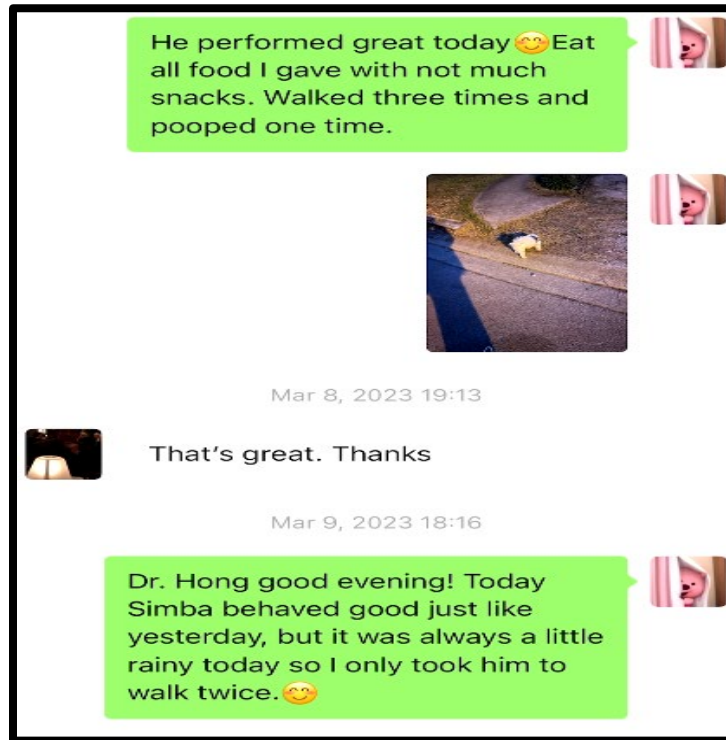 He performed great today😊Eat
all food I gave with not much
snacks. Walked three times and
pooped one time.
Mar 8, 2023 19:13
That's great. Thanks
Mar 9, 2023 18:16
Dr. Hong good evening! Today
Simba behaved good just like
yesterday, but it was always a little
rainy today so I only took him to
walk twice.😊